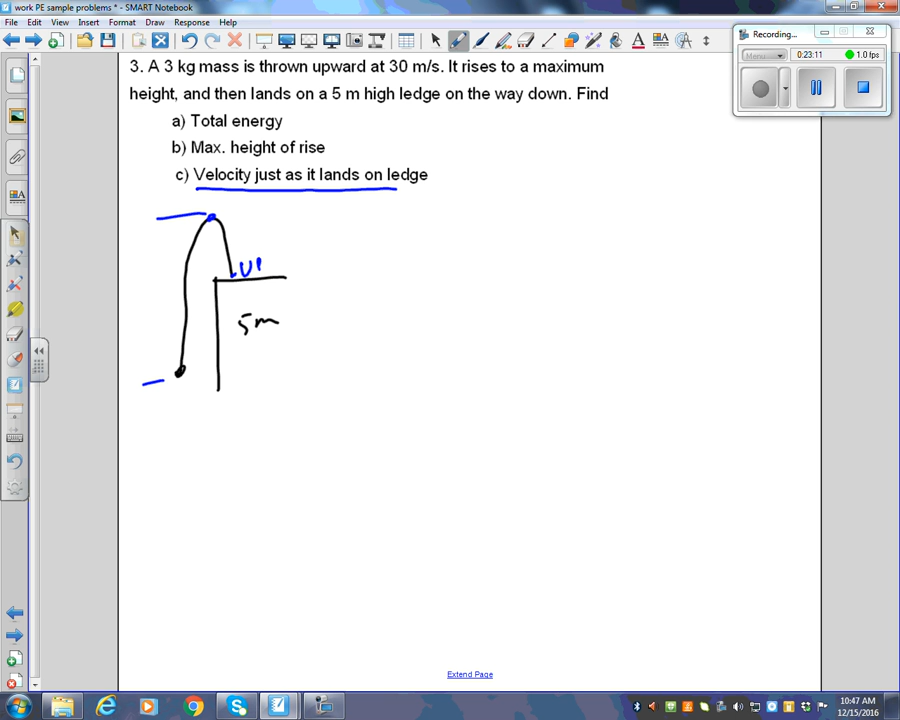 work PE sample problems * - SMART Notebook
File Edit View Insert Format Draw Response Help
Recording...
Menu
0:23:11
1.0 fps
3. A 3 kg mass is thrown upward at 30 m/s. It rises to a maximum
height, and then lands on a 5 m high ledge on the way down. Find
a) Total energy
b) Max. height of rise
c) Velocity just as it lands on ledge
5m
Extend Page
10:47 AM
12/15/2016